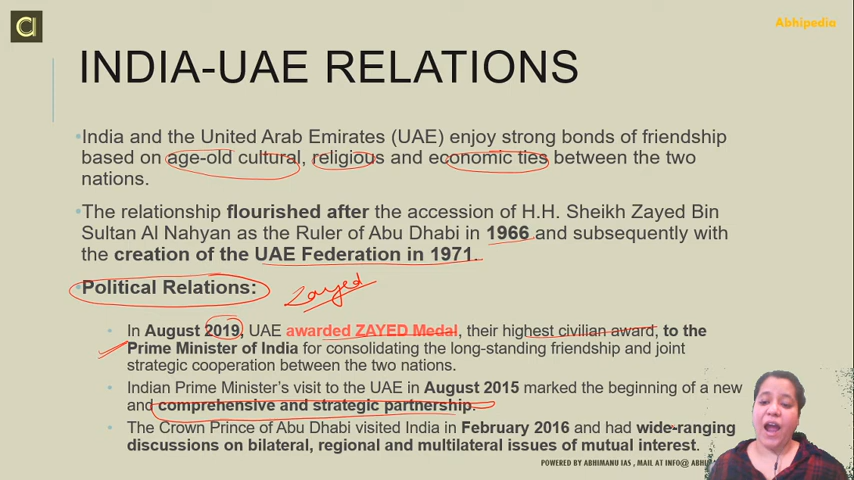 Abhipedia
INDIA-UAE RELATIONS
•India and the United Arab Emirates (UAE) enjoy strong bonds of friendship
based on age-old cultural, religious and economic ties between the two
nations.
•The relationship flourished after the accession of H.H. Sheikh Zayed Bin
Sultan Al Nahyan as the Ruler of Abu Dhabi in 1966 and subsequently with
the creation of the UAE Federation in 1971.
•Political Relations:
Zayed
• In August 2019, UAE awarded ZAYED Medal, their highest civilian award, to the
Prime Minister of India for consolidating the long-standing friendship and joint
strategic cooperation between the two nations.
• Indian Prime Minister's visit to the UAE in August 2015 marked the beginning of a new
and comprehensive and strategic partnership.
• The Crown Prince of Abu Dhabi visited India in February 2016 and had wide-ranging
discussions on bilateral, regional and multilateral issues of mutual interest.
POWERED BY ABHIMANU IAS , MAIL AT INFO@